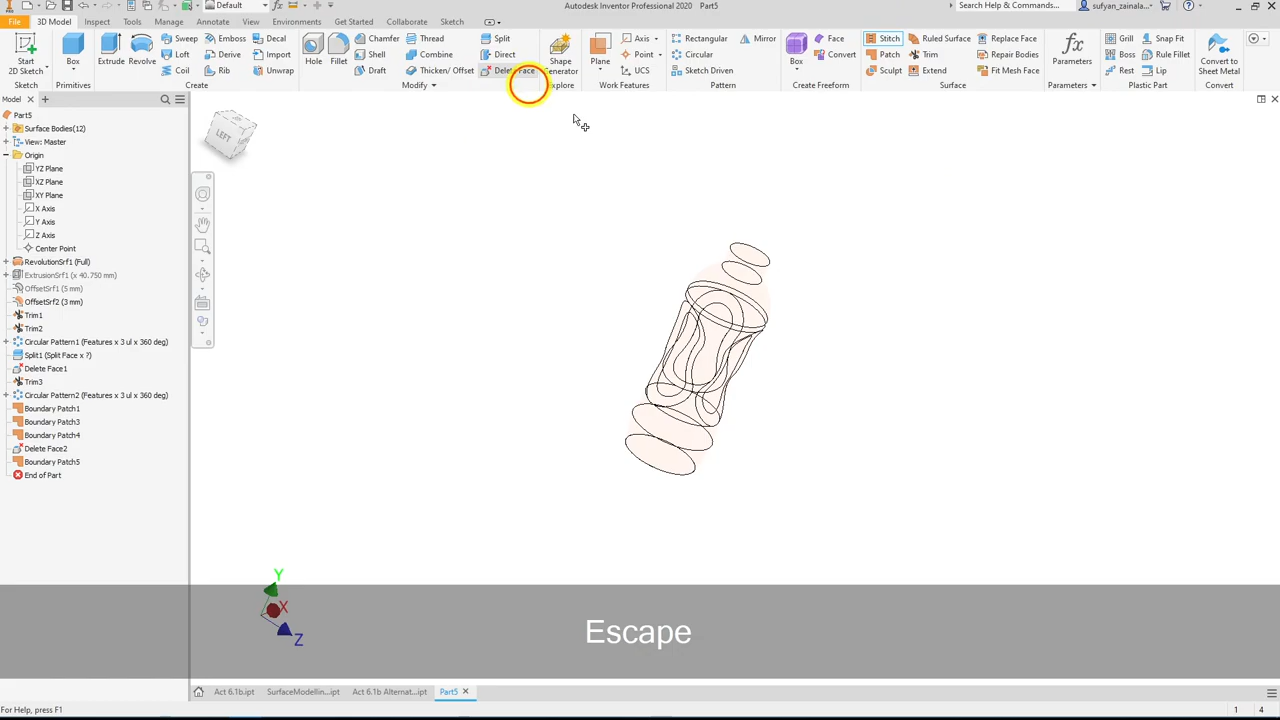 Default
Autodesk Inventor Professional 2020   Part5
Search Help & Commands...
sufyan_zainala...
File
3D Model
Inspect
Tools
Manage
Annotate
View
Environments
Get Started
Collaborate
Sketch
Start
2D Sketch
Sketch
Box
Primitives
Extrude
Revolve
Sweep
Loft
Coil
Emboss
Derive
Rib
Decal
Import
Unwrap
Create
Hole
Fillet
Chamfer
Shell
Draft
Thread
Combine
Thicken/ Offset
Split
Direct
Delete Face
Modify
Shape
Generator
Explore
Plane
Axis
Point
UCS
Work Features
Rectangular
Circular
Sketch Driven
Mirror
Pattern
Box
Face
Convert
Create Freeform
Stitch
Patch
Sculpt
Ruled Surface
Trim
Extend
Replace Face
Repair Bodies
Fit Mesh Face
Surface
Parameters
Parameters
Grill
Boss
Rest
Snap Fit
Rule Fillet
Lip
Plastic Part
Convert to
Sheet Metal
Convert
Model
Part5
Surface Bodies(12)
View: Master
Origin
YZ Plane
XZ Plane
XY Plane
X Axis
Y Axis
Z Axis
Center Point
RevolutionSrf1 (Full)
ExtrusionSrf1 (x 40.750 mm)
OffsetSrf1 (5 mm)
OffsetSrf2 (3 mm)
Trim1
Trim2
Circular Pattern1 (Features x 3 ul x 360 deg)
Split1 (Split Face x ?)
Delete Face1
Trim3
Circular Pattern2 (Features x 3 ul x 360 deg)
Boundary Patch1
Boundary Patch3
Boundary Patch4
Delete Face2
Boundary Patch5
End of Part
LEFT
Y
X
Z
Escape
Act 6.1b.ipt
SurfaceModellin...ipt
Act 6.1b Alternat...ipt
Part5
For Help, press F1
1
4